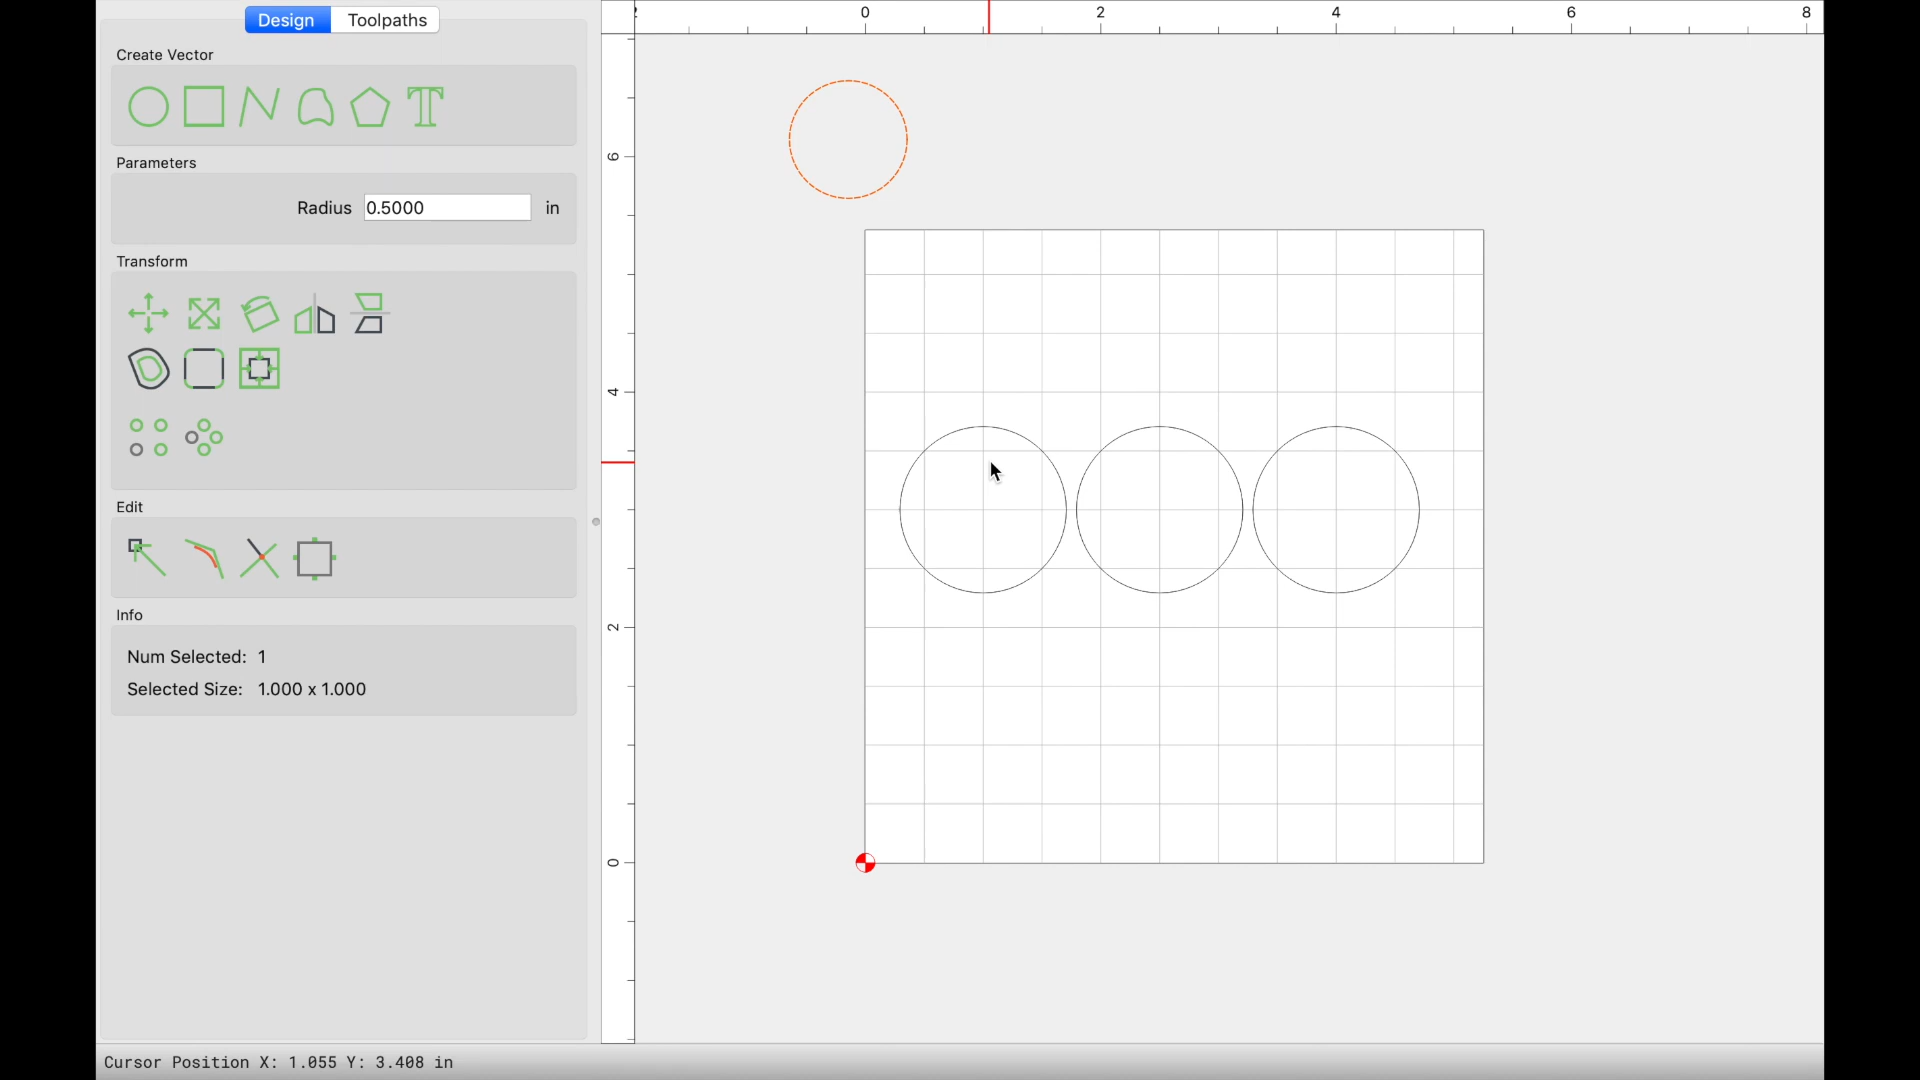 Design Toolpaths
Create Vector
T
Parameters
Radius 0.5000 in
Transform
Edit
Info
Num Selected: 1
Selected Size: 1.000 x 1.000
0 2 4 6 8
6
4
2
0
Cursor Position X: 1.055 Y: 3.408 in